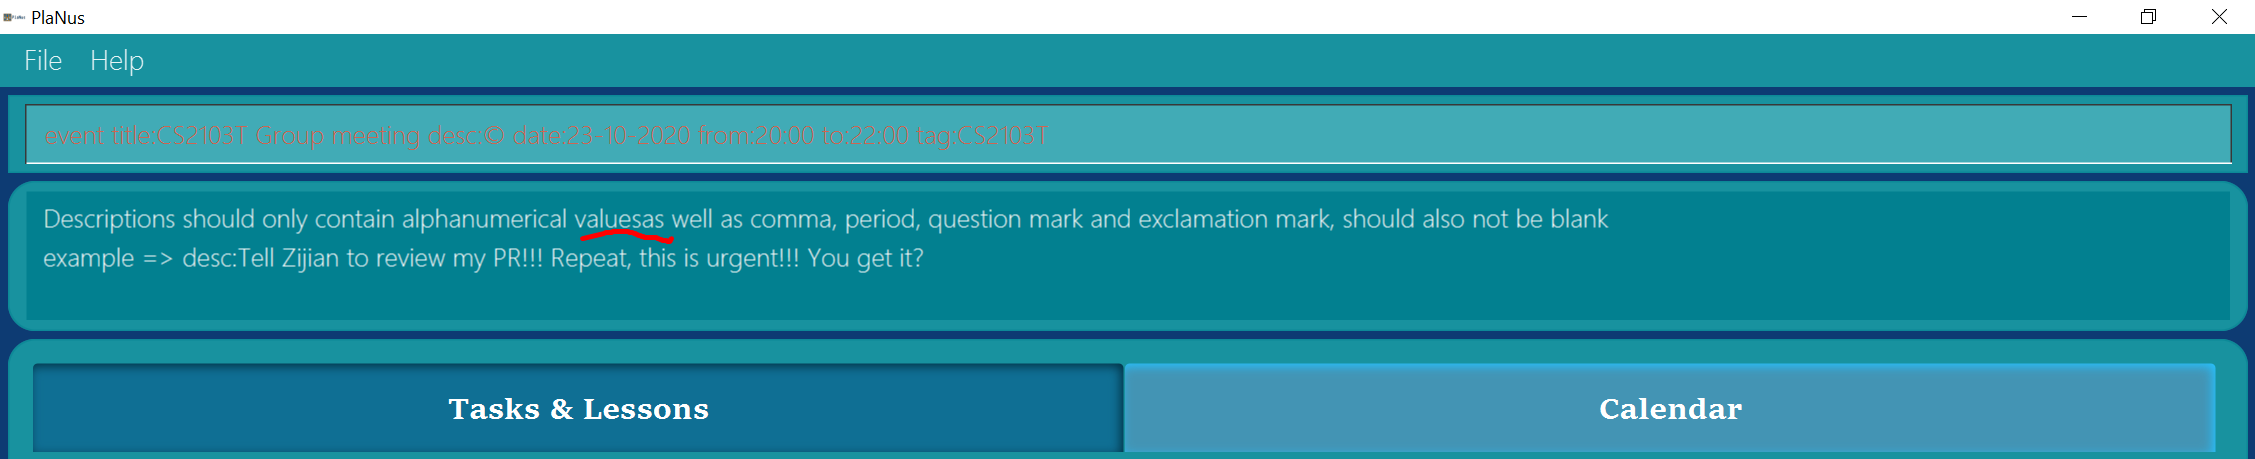 PlaNus
File Help
event title:CS2103T Group meeting desc:© date:23-10-2020 from:20:00 to:22:00 tag:CS2103T
Descriptions should only contain alphanumerical valuesas well as comma, period, question mark and exclamation mark, should also not be blank
example => desc:Tell Zijian to review my PR!!! Repeat, this is urgent!!! You get it?
Tasks & Lessons Calendar